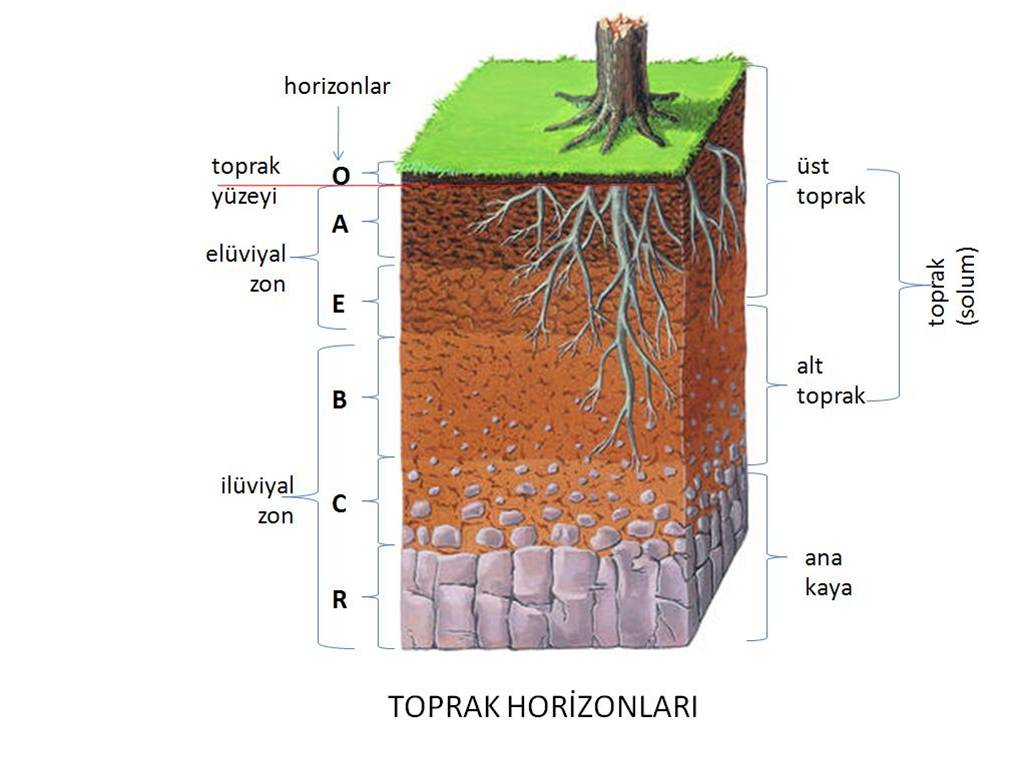 horizonlar
toprak
yüzeyi
O
A
elüviyal
zon
E
B
ilüviyal
zon
C
R
üst
toprak
alt
toprak
toprak
(solum)
ana
kaya
TOPRAK HORİZONLARI